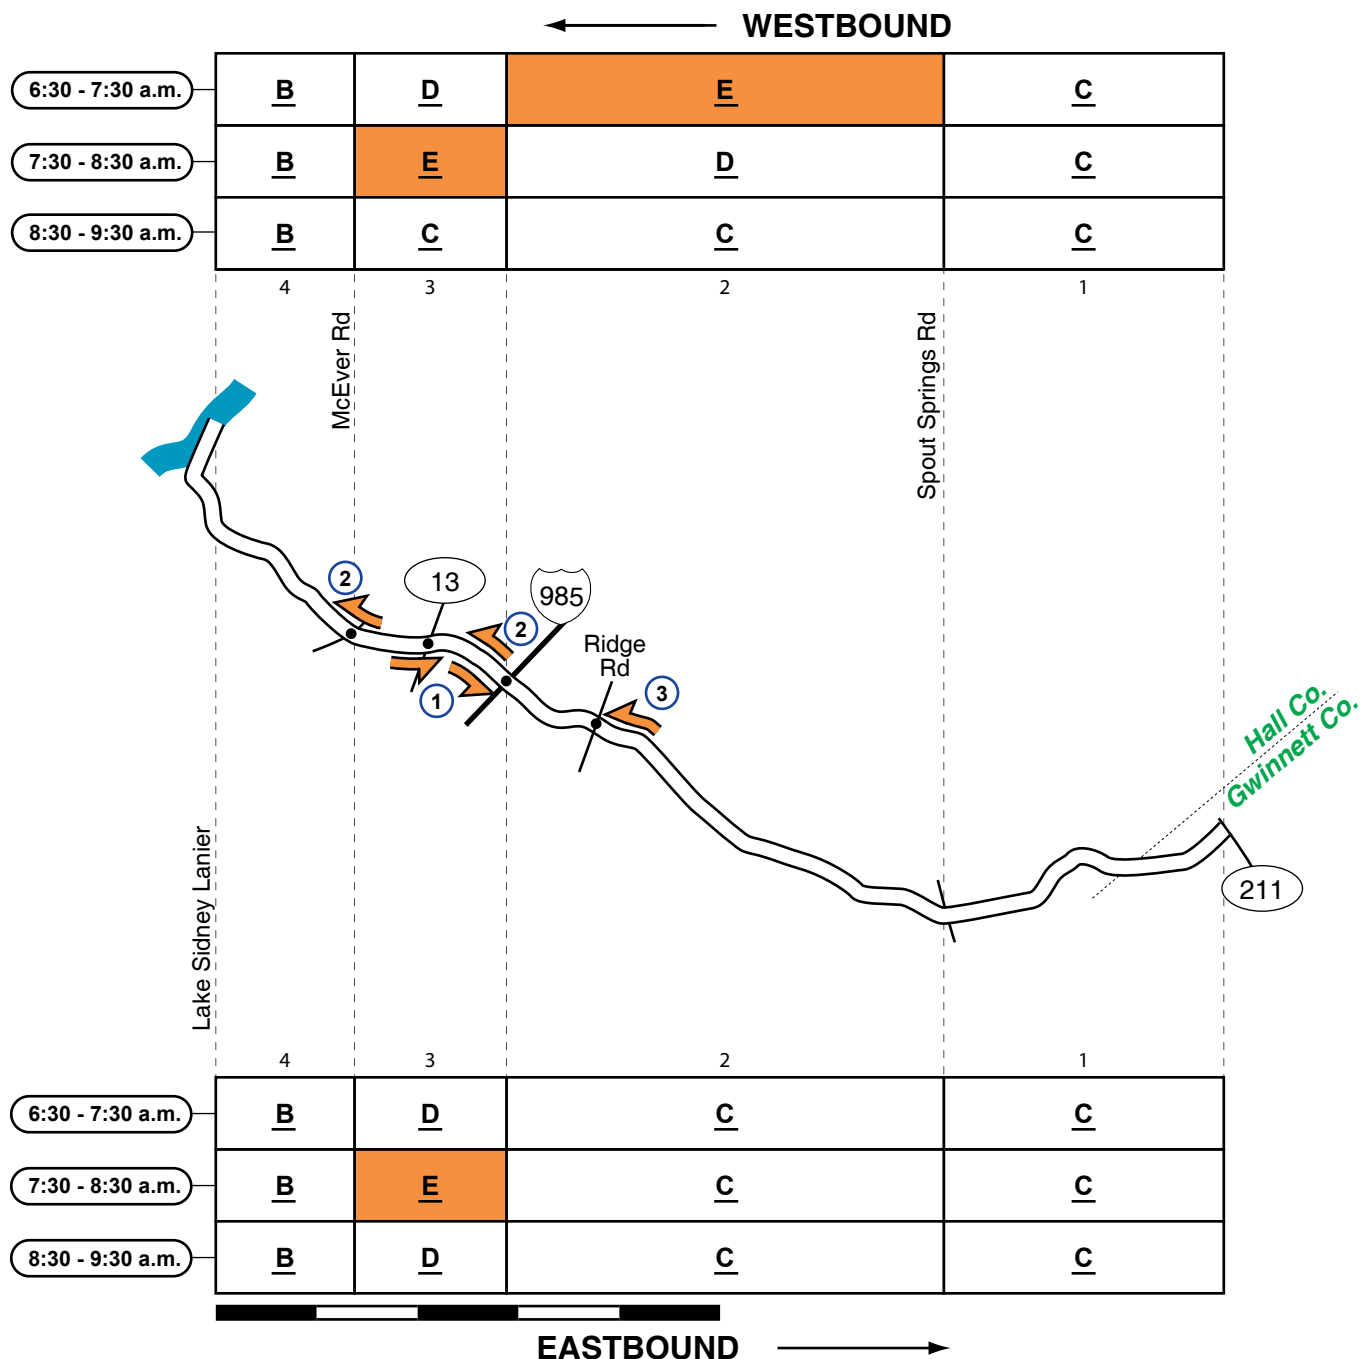 WESTBOUND
6:30 - 7:30 a.m. B D E C
7:30 - 8:30 a.m. B E D C
8:30 - 9:30 a.m. B C C C
4 3 2 1
McEver Rd
Spout Springs Rd
2
13
985
2
Ridge
Rd
1
3
Hall Co.
Gwinnett Co.
211
Lake Sidney Lanier
4 3 2 1
6:30 - 7:30 a.m. B D C C
7:30 - 8:30 a.m. B E C C
8:30 - 9:30 a.m. B D C C
EASTBOUND